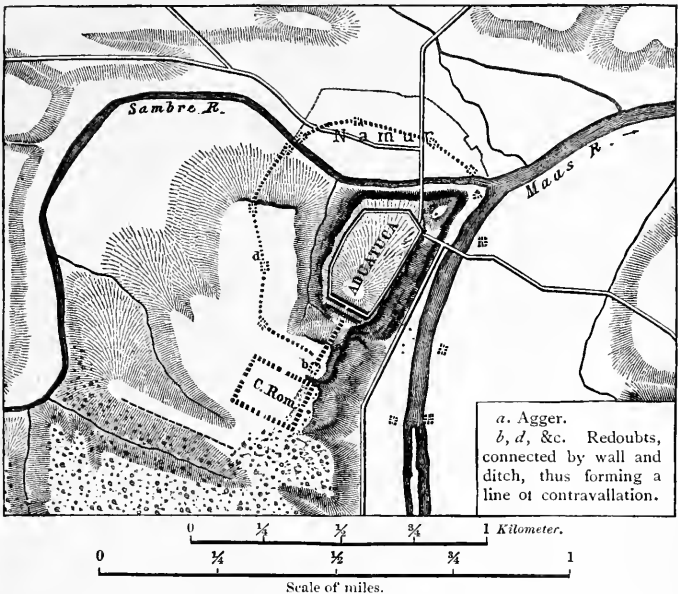 Sambre R.
Namur
Maas R.
ADUATUCA
d
b
C. Rom.
a. Agger.
b, d, &c. Redoubts,
connected by wall and
ditch, thus forming a
line of contravallation.
0 ¼ ½ ¾ 1 Kilometer.
0 ¼ ½ ¾ 1
Scale of miles.